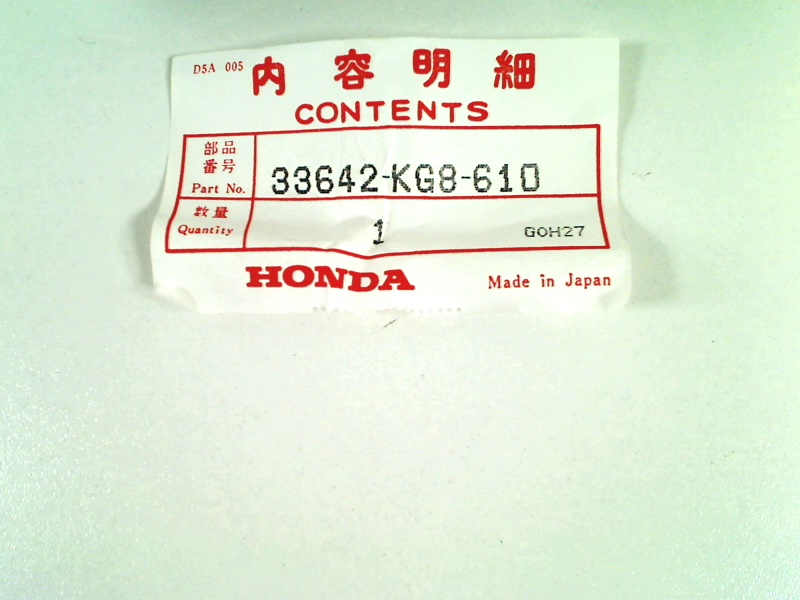 D5A 005 内容明細
CONTENTS
部品
番号
Part No. 33642-KG8-610
数量
Quantity 1 GOH27
HONDA Made in Japan